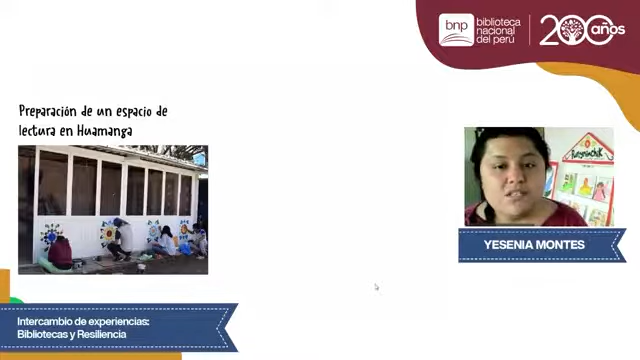 bnp
biblioteca
nacional
del perú
200 años
Preparación de un espacio de
lectura en Huamanga
YESENIA MONTES
Intercambio de experiencias:
Bibliotecas y Resiliencia